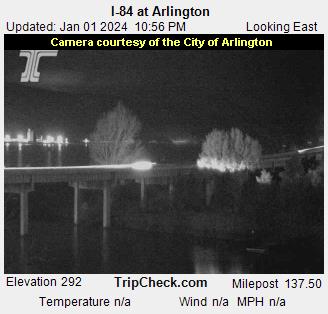 I-84 at Arlington
Updated: Jan 01 2024 10:56 PM Looking East
Camera courtesy of the City of Arlington
Elevation 292 TripCheck.com Milepost 137.50
Temperature n/a Wind n/a MPH n/a